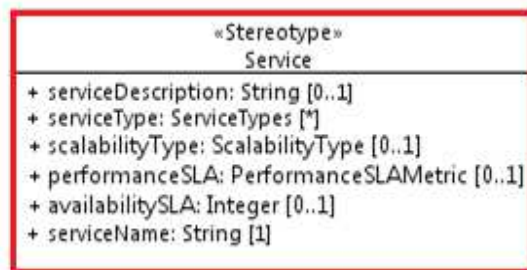 «Stereotype»
Service
+ serviceDescription: String [0..1]
+ serviceType: ServiceTypes [*]
+ scalabilityType: ScalabilityType [0..1]
+ performanceSLA: PerformanceSLAMetric [0..1]
+ availabilitySLA: Integer [0..1]
+ serviceName: String [1]